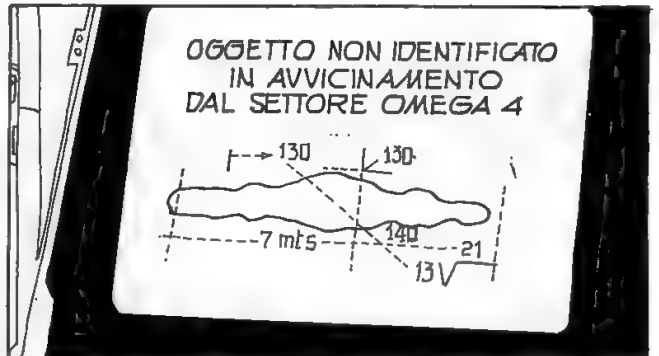 OGGETTO NON IDENTIFICATO
IN AVVICINAMENTO
DAL SETTORE OMEGA 4
130
130
7 mts
140
21
13√